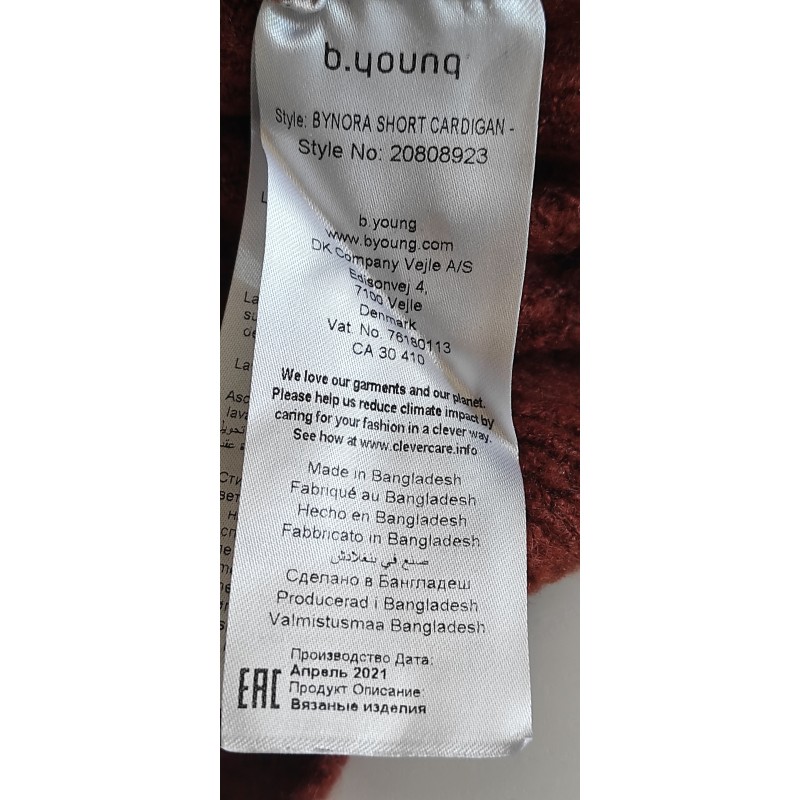 b.young
Style: BYNORA SHORT CARDIGAN -
Style No: 20808923
b.young
www.byoung.com
DK Company Vejle A/S
Edisonvej 4,
7100 Vejle
Denmark
Vat. No. 76180113
CA 30 410
We love our garments and our planet.
Please help us reduce climate impact by
caring for your fashion in a clever way.
See how at www.clevercare.info
Made in Bangladesh
Fabriqué au Bangladesh
Hecho en Bangladesh
Fabbricato in Bangladesh
صنع في بنغلادش
Сделано в Бангладеш
Producerad i Bangladesh
Valmistusmaa Bangladesh
Производство Дата:
Апрель 2021
EAC Продукт Описание:
Вязаные изделия